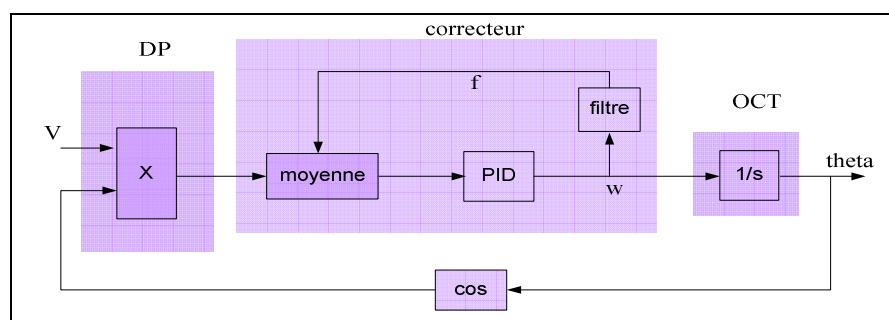 correcteur
DP
f
filtre
OCT
V
X
moyenne
PID
w
1/s
theta
cos